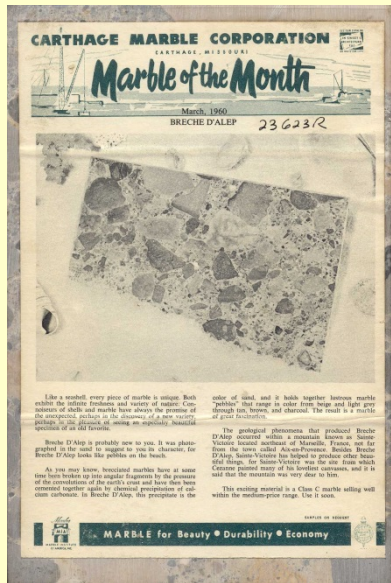 CARTHAGE MARBLE CORPORATION
CARTHAGE, MISSOURI
Marble of the Month
March, 1960
BRECHE D'ALEP
23623R
Like a seashell, every piece of marble is unique. Both
exhibit the infinite freshness and variety of nature. Con-
noisseurs of shells and marble have always the promise of
the unexpected, perhaps in the discovery of a new variety,
perhaps in the pleasure of seeing an especially beautiful
specimen of an old favorite.
Breche D'Alep is probably new to you. It was photo-
graphed in the sand to suggest to you its character, for
Breche D'Alep looks like pebbles on the beach.
As you may know, brecciated marbles have at some
time been broken up into angular fragments by the pressure
of the convolutions of the earth's crust and have then been
cemented together again by chemical precipitation of cal-
cium carbonate. In Breche D'Alep, this precipitate is the
color of sand, and it holds together lustrous marble
"pebbles" that range in color from beige and light grey
through tan, brown, and charcoal. The result is a marble
of great fascination.
The geological phenomena that produced Breche
D'Alep occurred within a mountain known as Sainte-
Victoire located northeast of Marseille, France, not far
from the town called Aix-en-Provence. Besides Breche
D'Alep, Sainte-Victoire has helped to produce other beau-
tiful things, for Sainte-Victoire was the site from which
Cezanne painted many of his loveliest canvases, and it is
said that the mountain was very dear to him.
This exciting material is a Class C marble selling well
within the medium-price range. Use it soon.
SAMPLES ON REQUEST
MARBLE for Beauty • Durability • Economy